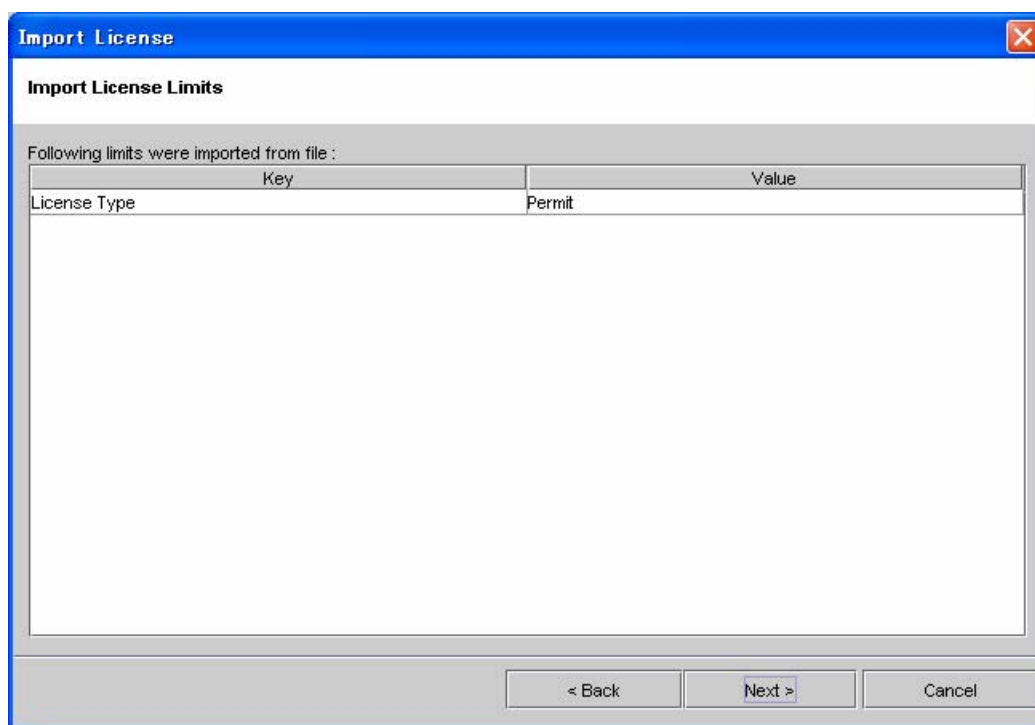 Import License
Import License Limits
Following limits were imported from file :
Key Value
License Type Permit
< Back Next > Cancel